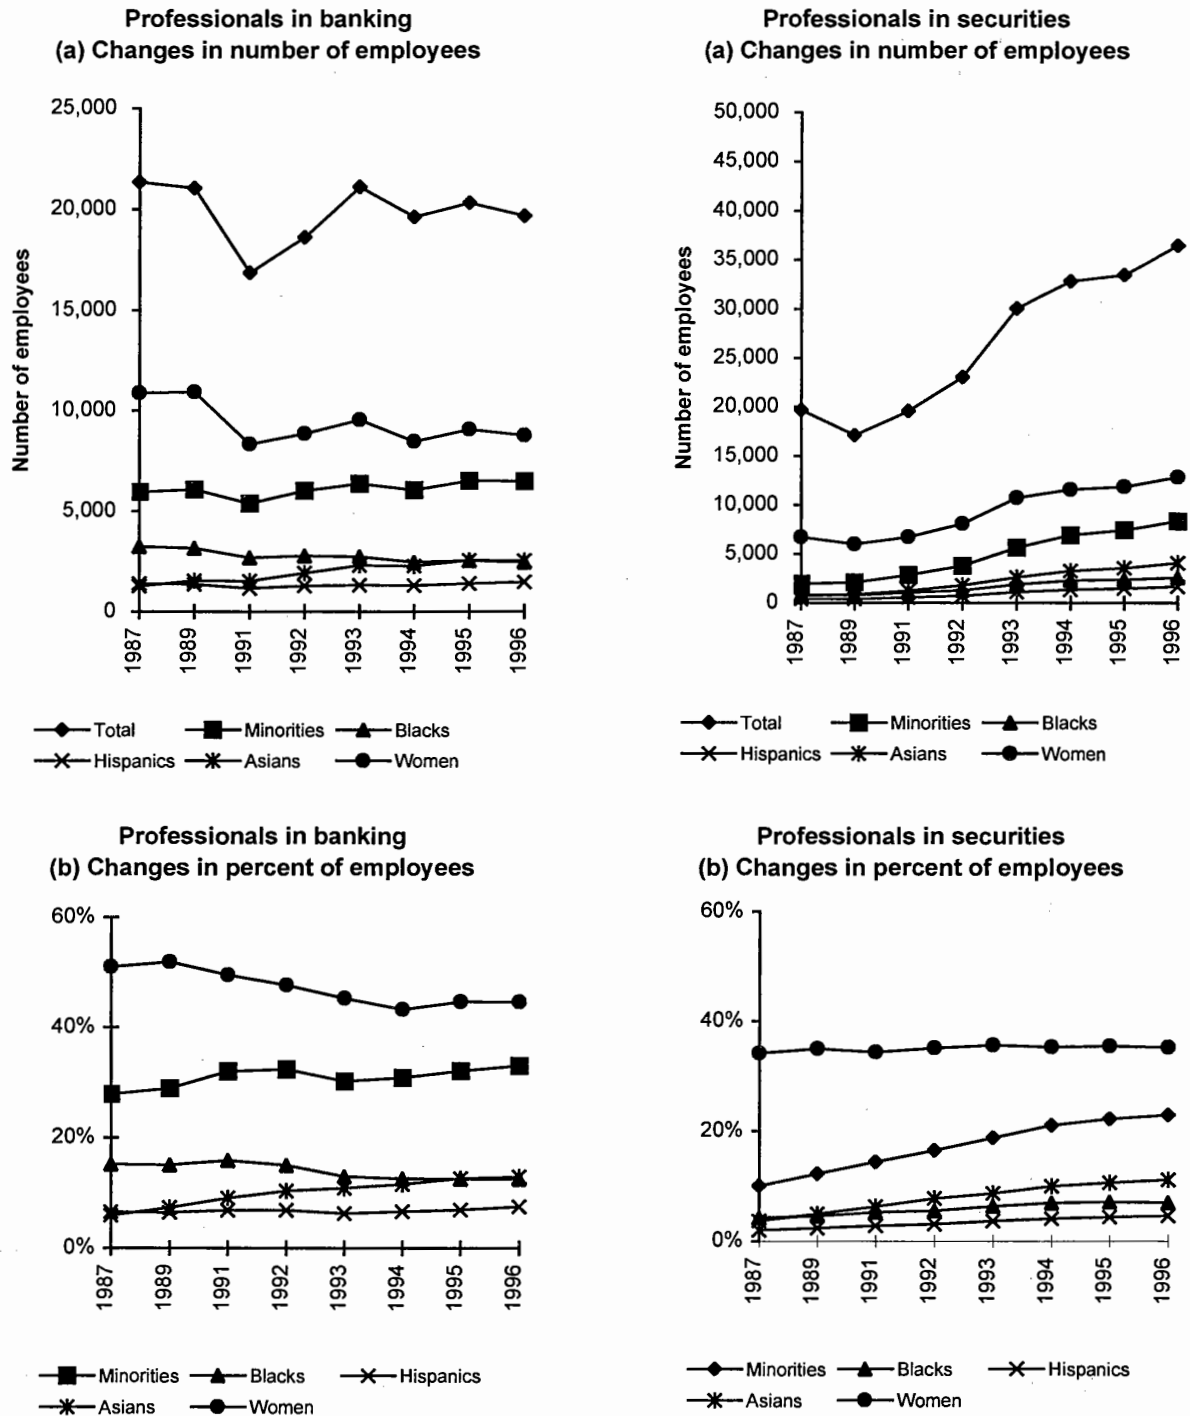 Professionals in banking
(a) Changes in number of employees
25,000
20,000
15,000
10,000
5,000
0
Number of employees
1987
1989
1991
1992
1993
1994
1995
1996
Total
Minorities
Blacks
Hispanics
Asians
Women
Professionals in securities
(a) Changes in number of employees
50,000
45,000
40,000
35,000
30,000
25,000
20,000
15,000
10,000
5,000
0
Number of employees
1987
1989
1991
1992
1993
1994
1995
1996
Total
Minorities
Blacks
Hispanics
Asians
Women
Professionals in banking
(b) Changes in percent of employees
60%
40%
20%
0%
1987
1989
1991
1992
1993
1994
1995
1996
Minorities
Blacks
Hispanics
Asians
Women
Professionals in securities
(b) Changes in percent of employees
60%
40%
20%
0%
1987
1989
1991
1992
1993
1994
1995
1996
Minorities
Blacks
Hispanics
Asians
Women